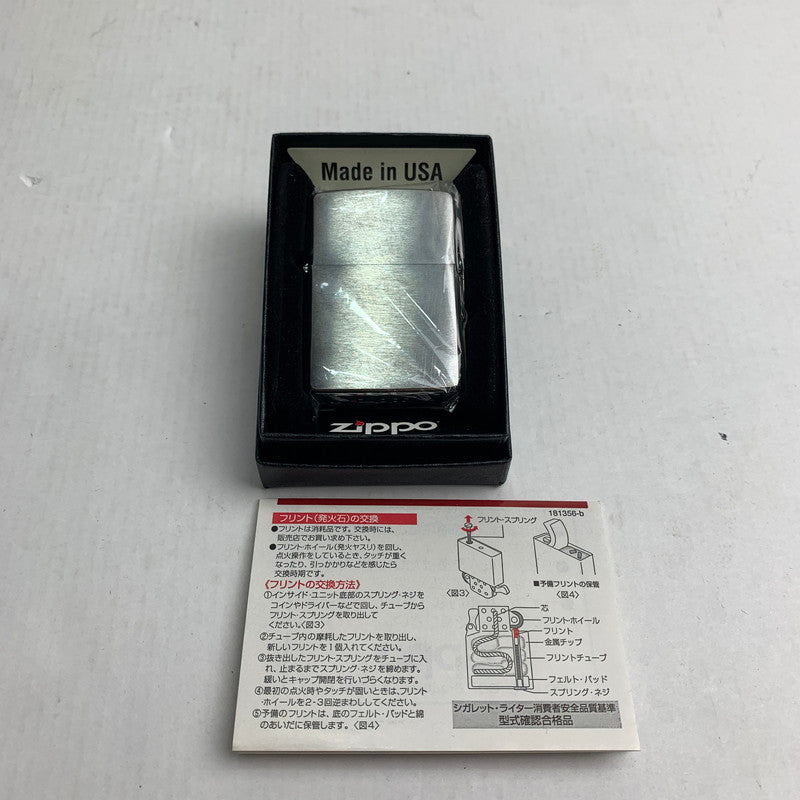 Made in USA
zippo
181356-b
フリント(発火石)の交換
●フリントは消耗品です。交換時には、
販売店でお買い求め下さい。
●フリント・ホイール(発火ヤスリ)を回し、
点火操作をしているとき、タッチが重く
なったり、引っかかりなどを感じたら
交換時期です。
《フリントの交換方法》
①インサイド・ユニット底部のスプリング・ネジを
コインやドライバーなどで回し、チューブから
フリント・スプリングを取り出して
ください。〈図3〉
②チューブ内の摩耗したフリントを取り出し、
新しいフリントを1個入れてください。
③抜き出したフリント・スプリングをチューブに入
れ、止まるまでスプリング・ネジを締めます。
緩いとキャップ開閉を行いづらくなります。
④最初の点火時やタッチが固いときは、フリント
・ホイールを2-3回逆まわししてください。
⑤予備のフリントは、底のフェルト・パッドと綿
のあいだに保管します。〈図4〉
フリント・スプリング
〈図3〉
■予備フリントの保管
〈図4〉
芯
フリント・ホイール
フリント
金属チップ
フリントチューブ
フェルト・パッド
スプリング・ネジ
シガレット・ライター消費者安全品質基準
型式確認合格品